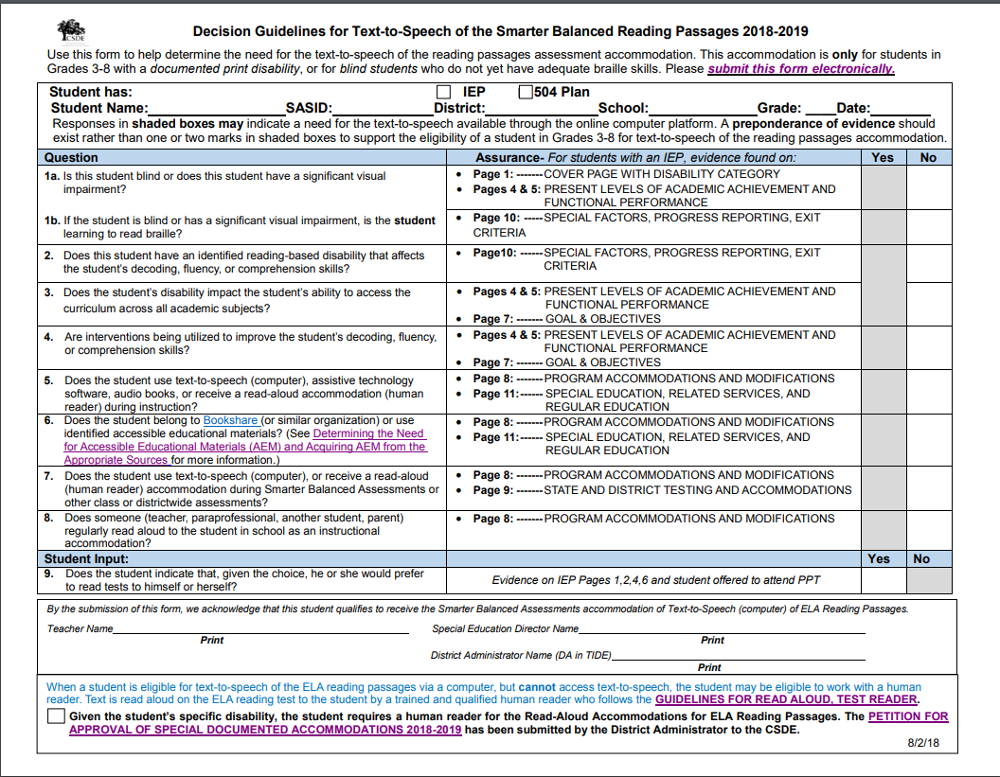 CSDE
Decision Guidelines for Text-to-Speech of the Smarter Balanced Reading Passages 2018-2019
Use this form to help determine the need for the text-to-speech of the reading passages assessment accommodation. This accommodation is only for students in
Grades 3-8 with a documented print disability, or for blind students who do not yet have adequate braille skills. Please submit this form electronically.
Student has: IEP 504 Plan
Student Name:__________ SASID:__________ District:__________ School:__________ Grade: ____ Date:________
Responses in shaded boxes may indicate a need for the text-to-speech available through the online computer platform. A preponderance of evidence should
exist rather than one or two marks in shaded boxes to support the eligibility of a student in Grades 3-8 for text-to-speech of the reading passages accommodation.
Question Assurance- For students with an IEP, evidence found on: Yes No
1a. Is this student blind or does this student have a significant visual
impairment?
• Page 1: -------COVER PAGE WITH DISABILITY CATEGORY
• Pages 4 & 5: PRESENT LEVELS OF ACADEMIC ACHIEVEMENT AND
FUNCTIONAL PERFORMANCE
1b. If the student is blind or has a significant visual impairment, is the student
learning to read braille?
• Page 10: -----SPECIAL FACTORS, PROGRESS REPORTING, EXIT
CRITERIA
2. Does this student have an identified reading-based disability that affects
the student's decoding, fluency, or comprehension skills?
• Page10: ------SPECIAL FACTORS, PROGRESS REPORTING, EXIT
CRITERIA
3. Does the student's disability impact the student's ability to access the
curriculum across all academic subjects?
• Pages 4 & 5: PRESENT LEVELS OF ACADEMIC ACHIEVEMENT AND
FUNCTIONAL PERFORMANCE
• Page 7: ------- GOAL & OBJECTIVES
4. Are interventions being utilized to improve the student's decoding, fluency,
or comprehension skills?
• Pages 4 & 5: PRESENT LEVELS OF ACADEMIC ACHIEVEMENT AND
FUNCTIONAL PERFORMANCE
• Page 7: ------- GOAL & OBJECTIVES
5. Does the student use text-to-speech (computer), assistive technology
software, audio books, or receive a read-aloud accommodation (human
reader) during instruction?
• Page 8: -------PROGRAM ACCOMMODATIONS AND MODIFICATIONS
• Page 11:------ SPECIAL EDUCATION, RELATED SERVICES, AND
REGULAR EDUCATION
6. Does the student belong to Bookshare (or similar organization) or use
identified accessible educational materials? (See Determining the Need
for Accessible Educational Materials (AEM) and Acquiring AEM from the
Appropriate Sources for more information.)
• Page 8: -------PROGRAM ACCOMMODATIONS AND MODIFICATIONS
• Page 11:------ SPECIAL EDUCATION, RELATED SERVICES, AND
REGULAR EDUCATION
7. Does the student use text-to-speech (computer), or receive a read-aloud
(human reader) accommodation during Smarter Balanced Assessments or
other class or districtwide assessments?
• Page 8: -------PROGRAM ACCOMMODATIONS AND MODIFICATIONS
• Page 9: -------STATE AND DISTRICT TESTING AND ACCOMMODATIONS
8. Does someone (teacher, paraprofessional, another student, parent)
regularly read aloud to the student in school as an instructional
accommodation?
• Page 8: -------PROGRAM ACCOMMODATIONS AND MODIFICATIONS
Student Input: Yes No
9. Does the student indicate that, given the choice, he or she would prefer
to read tests to himself or herself?
Evidence on IEP Pages 1,2,4,6 and student offered to attend PPT
By the submission of this form, we acknowledge that this student qualifies to receive the Smarter Balanced Assessments accommodation of Text-to-Speech (computer) of ELA Reading Passages.
Teacher Name__________ Special Education Director Name__________
Print Print
District Administrator Name (DA in TIDE)__________
Print
When a student is eligible for text-to-speech of the ELA reading passages via a computer, but cannot access text-to-speech, the student may be eligible to work with a human
reader. Text is read aloud on the ELA reading test to the student by a trained and qualified human reader who follows the GUIDELINES FOR READ ALOUD, TEST READER.
Given the student's specific disability, the student requires a human reader for the Read-Aloud Accommodations for ELA Reading Passages. The PETITION FOR
APPROVAL OF SPECIAL DOCUMENTED ACCOMMODATIONS 2018-2019 has been submitted by the District Administrator to the CSDE.
8/2/18